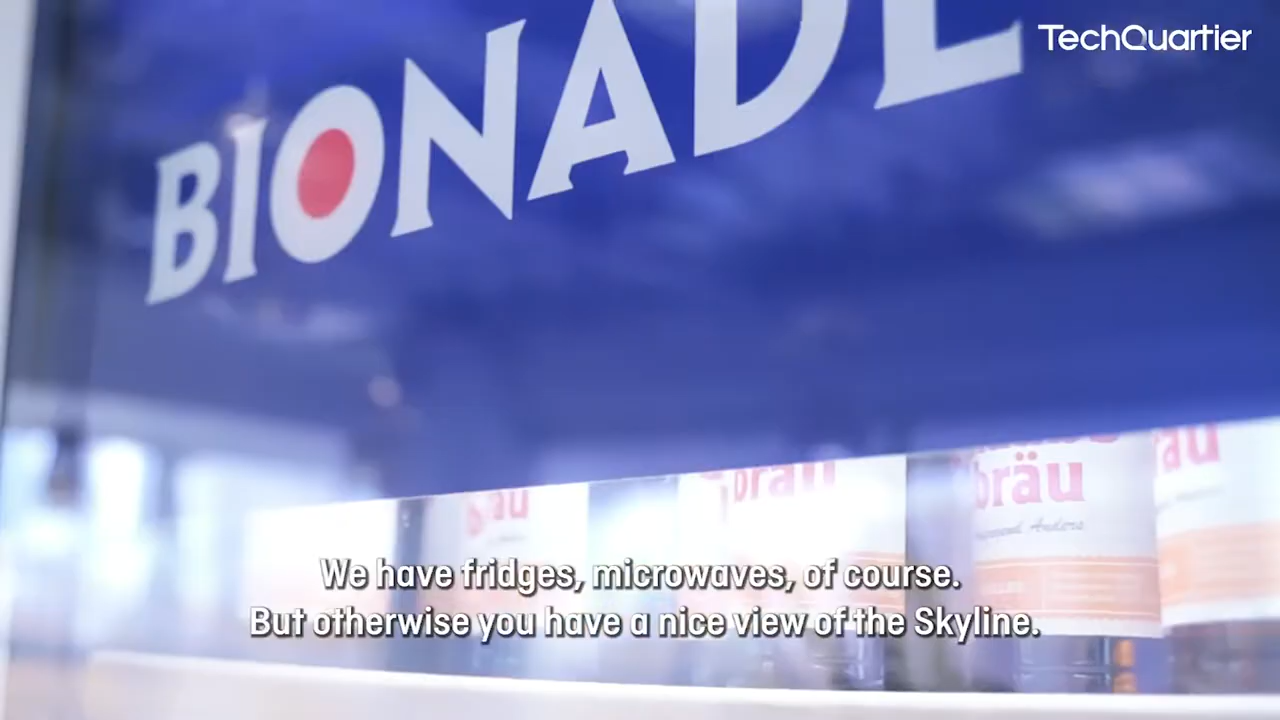 TechQuartier
BIONADE
bräu
bräu
bräu
äu
We have fridges, microwaves, of course.
But otherwise you have a nice view of the Skyline.